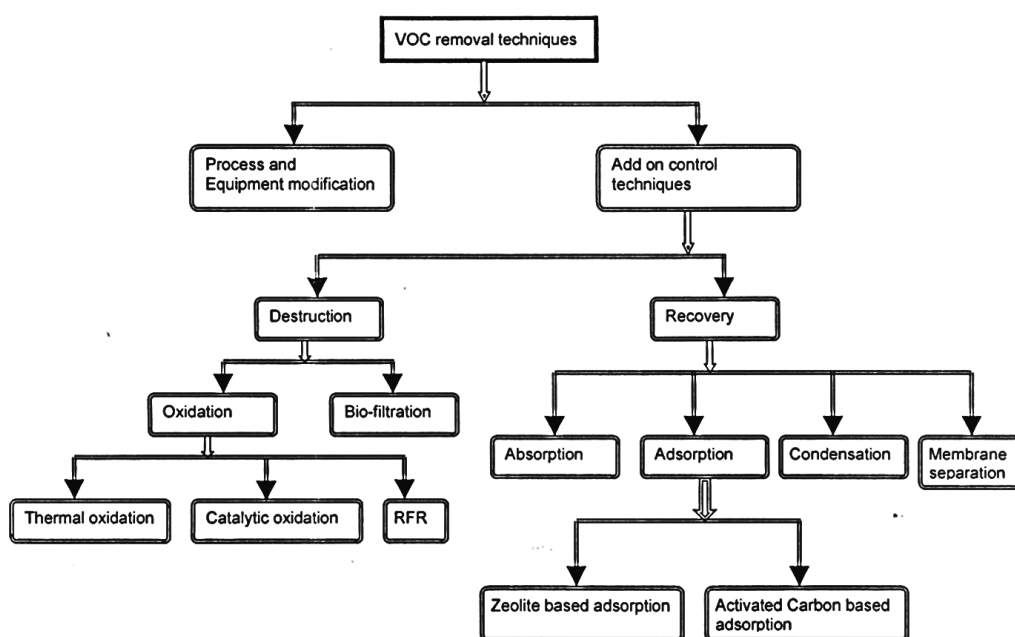 VOC removal techniques
Process and
Equipment modification
Add on control
techniques
Destruction
Recovery
Oxidation
Bio-filtration
Absorption
Adsorption
Condensation
Membrane
separation
Thermal oxidation
Catalytic oxidation
RFR
Zeolite based adsorption
Activated Carbon based
adsorption